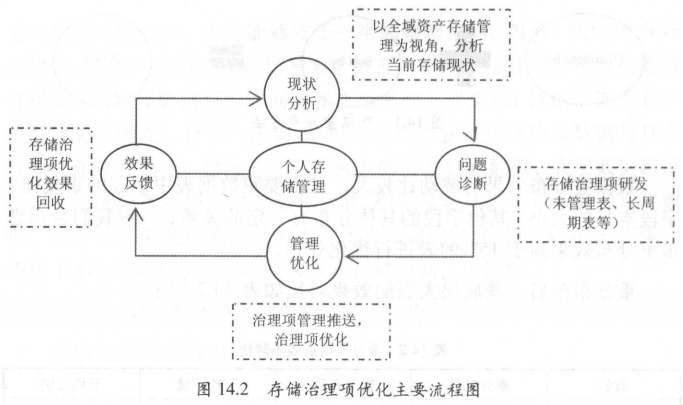 以全域资产存储管
理为视角，分析
当前存储现状
现状
分析
存储治
理项优
化效果
回收
效果
反馈
个人存
储管理
问题
诊断
存储治理项研发
（未管理表、长周
期表等）
管理
优化
治理项管理推送，
治理项优化
图 14.2 存储治理项优化主要流程图